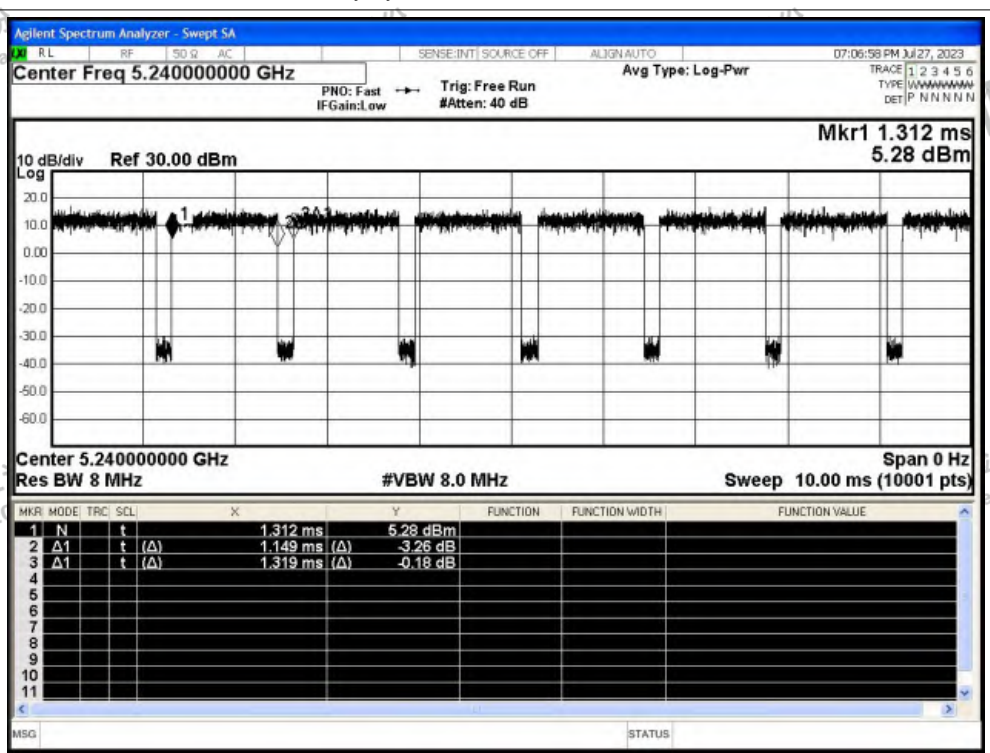 Agilent Spectrum Analyzer - Swept SA
LXI RL RF 50 Ω AC SENSE:INT SOURCE OFF ALIGN AUTO 07:06:58 PM Jul 27, 2023
Center Freq 5.240000000 GHz Avg Type: Log-Pwr TRACE 1 2 3 4 5 6
PNO: Fast Trig: Free Run TYPE WWWWWW
IFGain:Low #Atten: 40 dB DET P N N N N N
Mkr1 1.312 ms
10 dB/div Ref 30.00 dBm 5.28 dBm
Log
20.0
10.0
0.00
-10.0
-20.0
-30.0
-40.0
-50.0
-60.0
1
3Δ1
Center 5.240000000 GHz Span 0 Hz
Res BW 8 MHz #VBW 8.0 MHz Sweep 10.00 ms (10001 pts)
MKR MODE TRC SCL X Y FUNCTION FUNCTION WIDTH FUNCTION VALUE
1 N t 1.312 ms 5.28 dBm
2 Δ1 t (Δ) 1.149 ms (Δ) -3.26 dB
3 Δ1 t (Δ) 1.319 ms (Δ) -0.18 dB
4
5
6
7
8
9
10
11
MSG STATUS